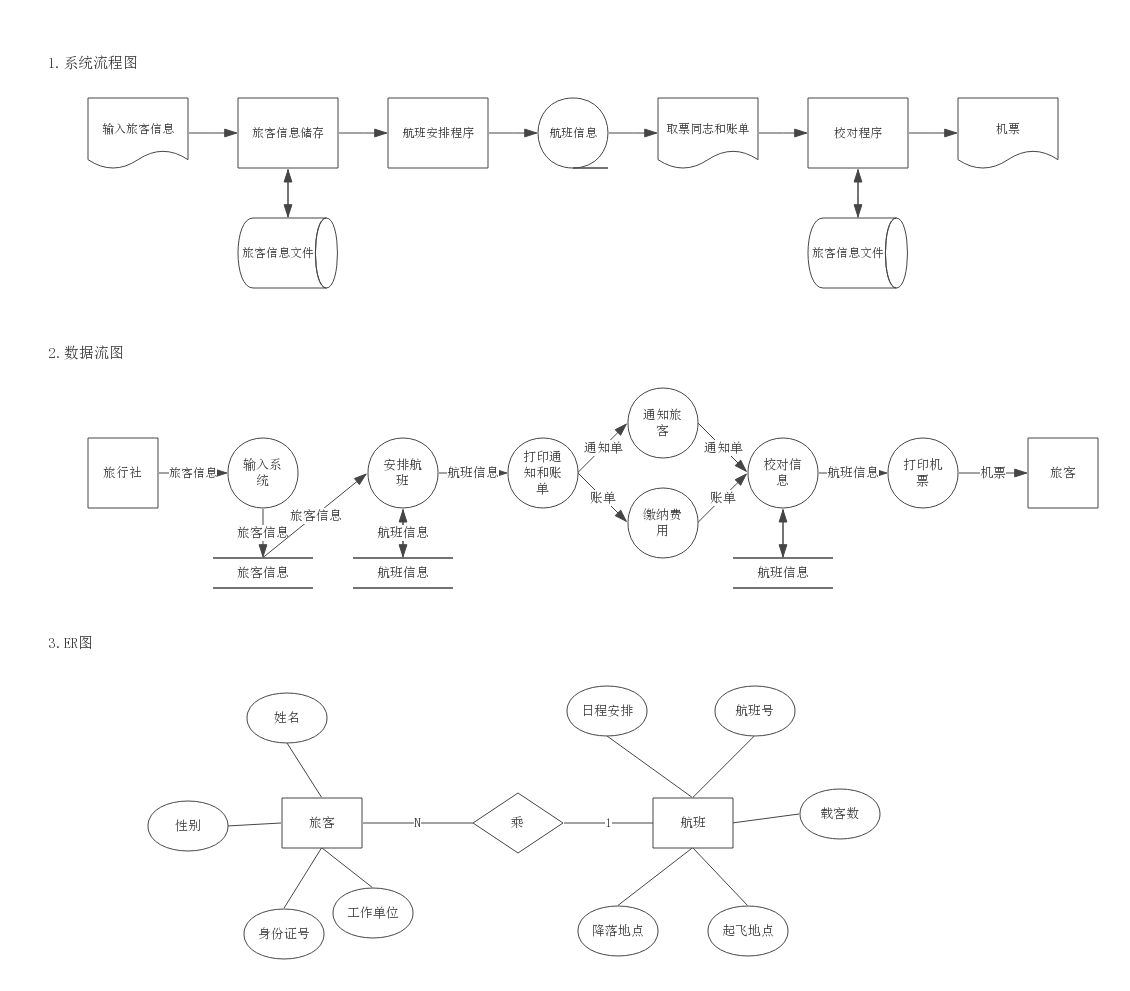 1. 系统流程图
输入旅客信息
旅客信息储存
航班安排程序
航班信息
取票同志和账单
校对程序
机票
旅客信息文件
旅客信息文件
2. 数据流图
旅行社
旅客信息
输入系
统
旅客信息
旅客信息
旅客信息
安排航
班
航班信息
航班信息
航班信息
打印通
知和账
单
通知单
账单
通知旅
客
缴纳费
用
通知单
账单
校对信
息
航班信息
航班信息
打印机
票
机票
旅客
3. ER图
姓名
性别
旅客
身份证号
工作单位
N
乘
1
日程安排
航班号
航班
载客数
降落地点
起飞地点